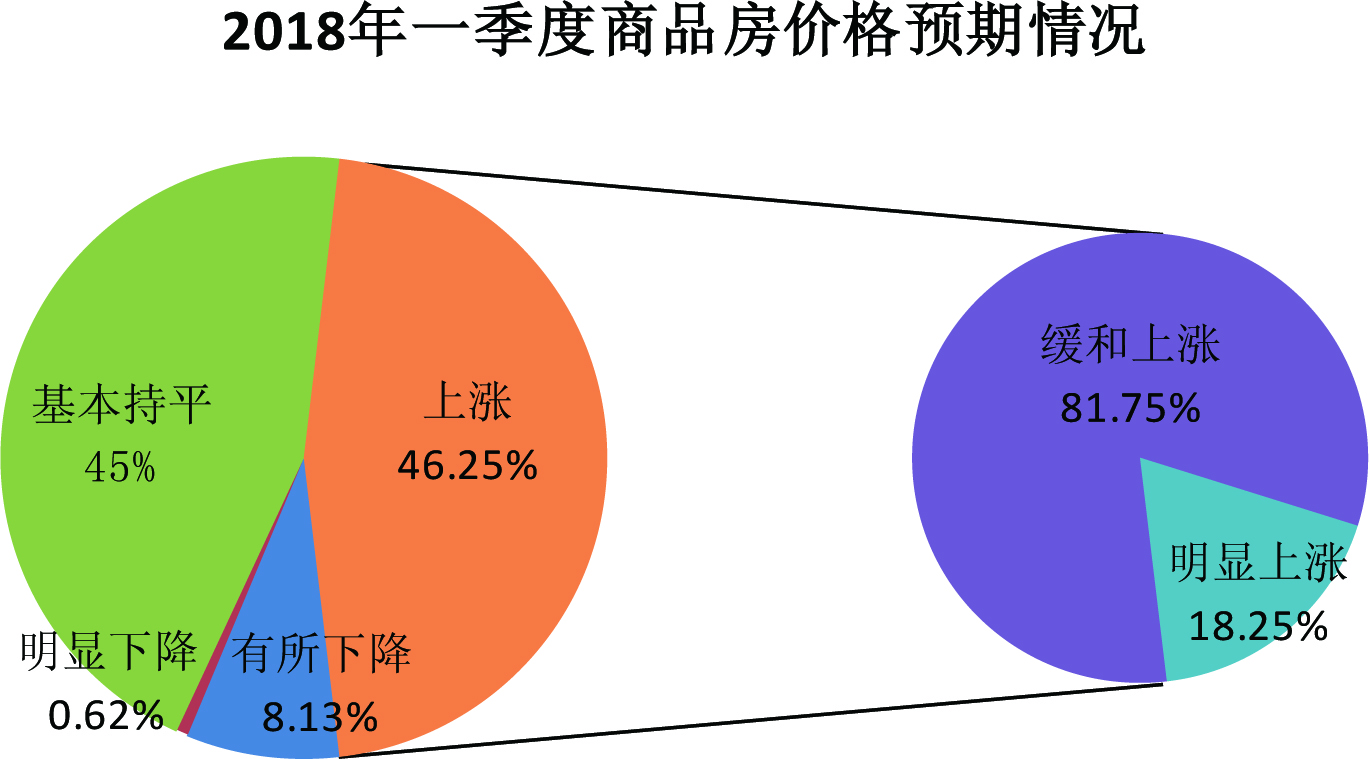 2018年一季度商品房价格预期情况
基本持平
45%
上涨
46.25%
明显下降
0.62%
有所下降
8.13%
缓和上涨
81.75%
明显上涨
18.25%